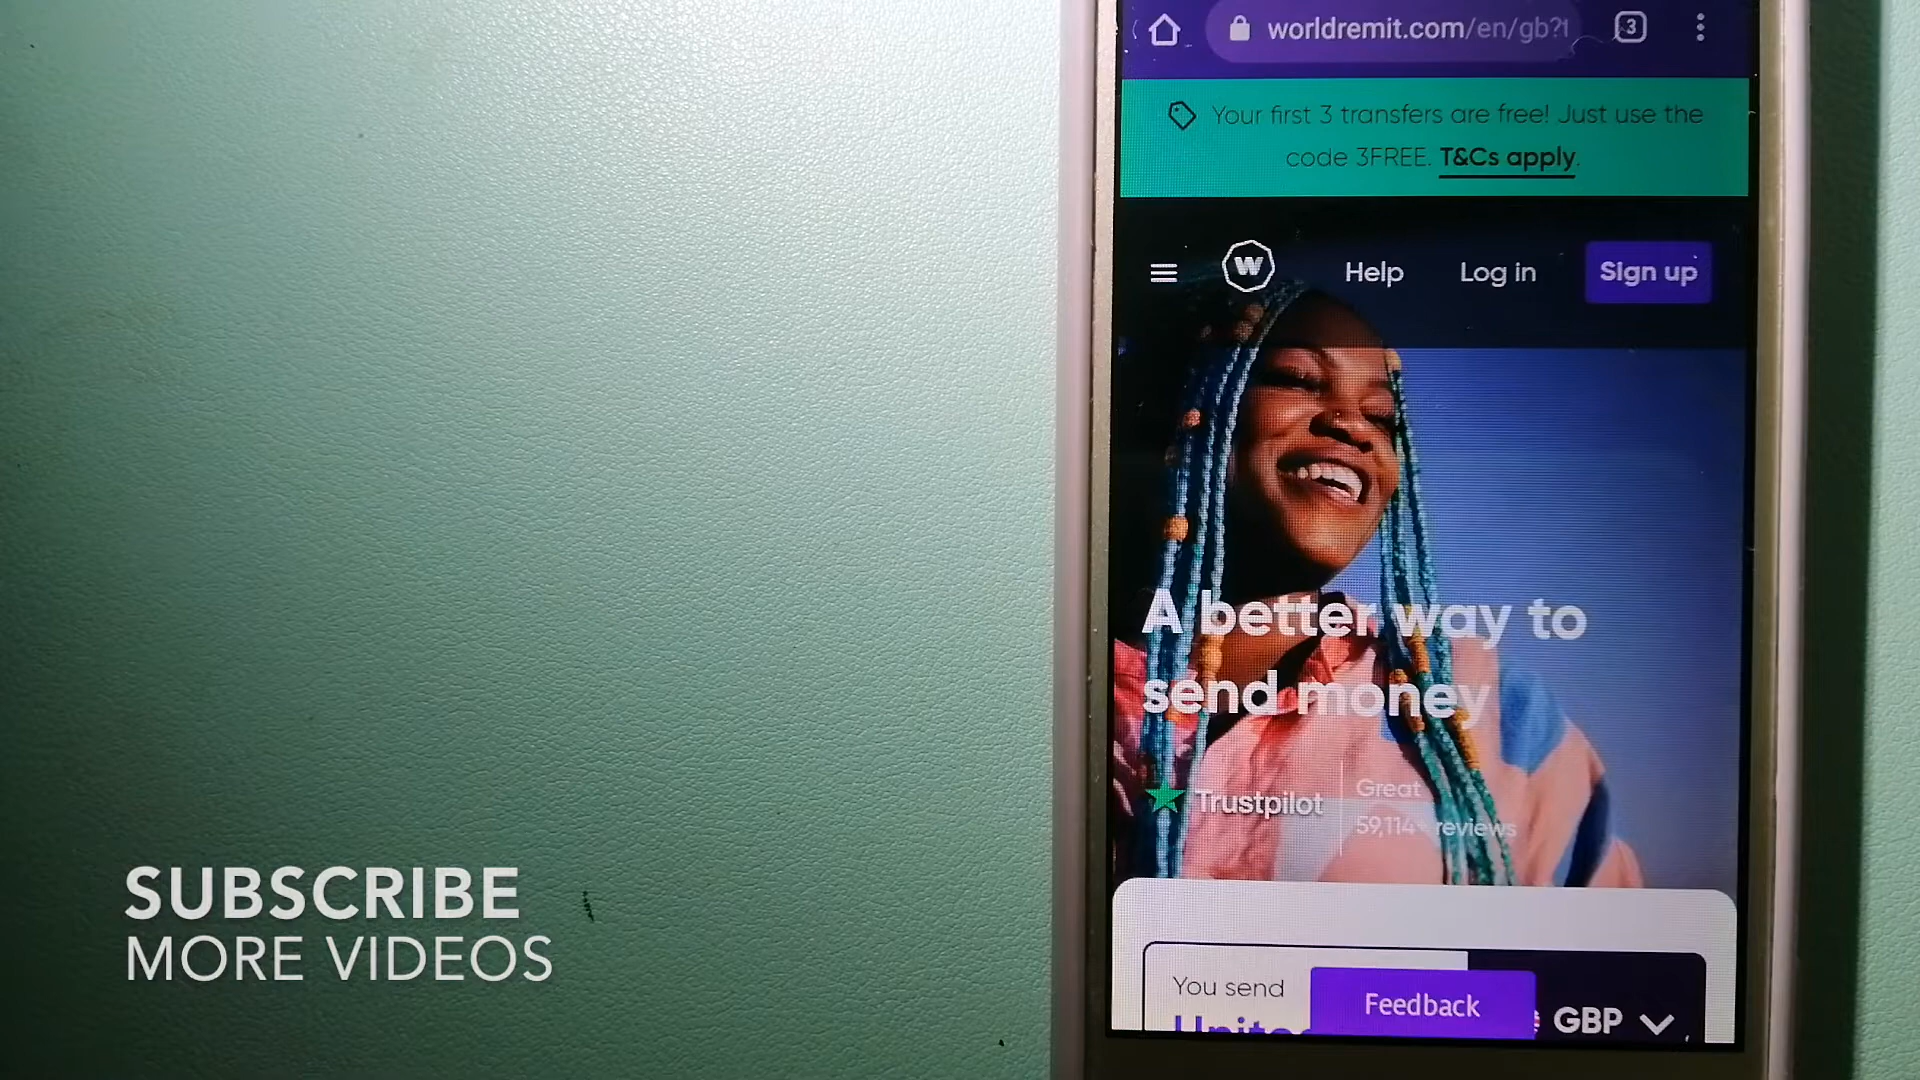 worldremit.com/en/gb?
3
Your first 3 transfers are free! Just use the
code 3FREE. T&Cs apply.
W
Help
Log in
Sign up
A better way to
send money
Trustpilot
Great
59,114+ reviews
You send
Feedback
GBP
SUBSCRIBE
MORE VIDEOS